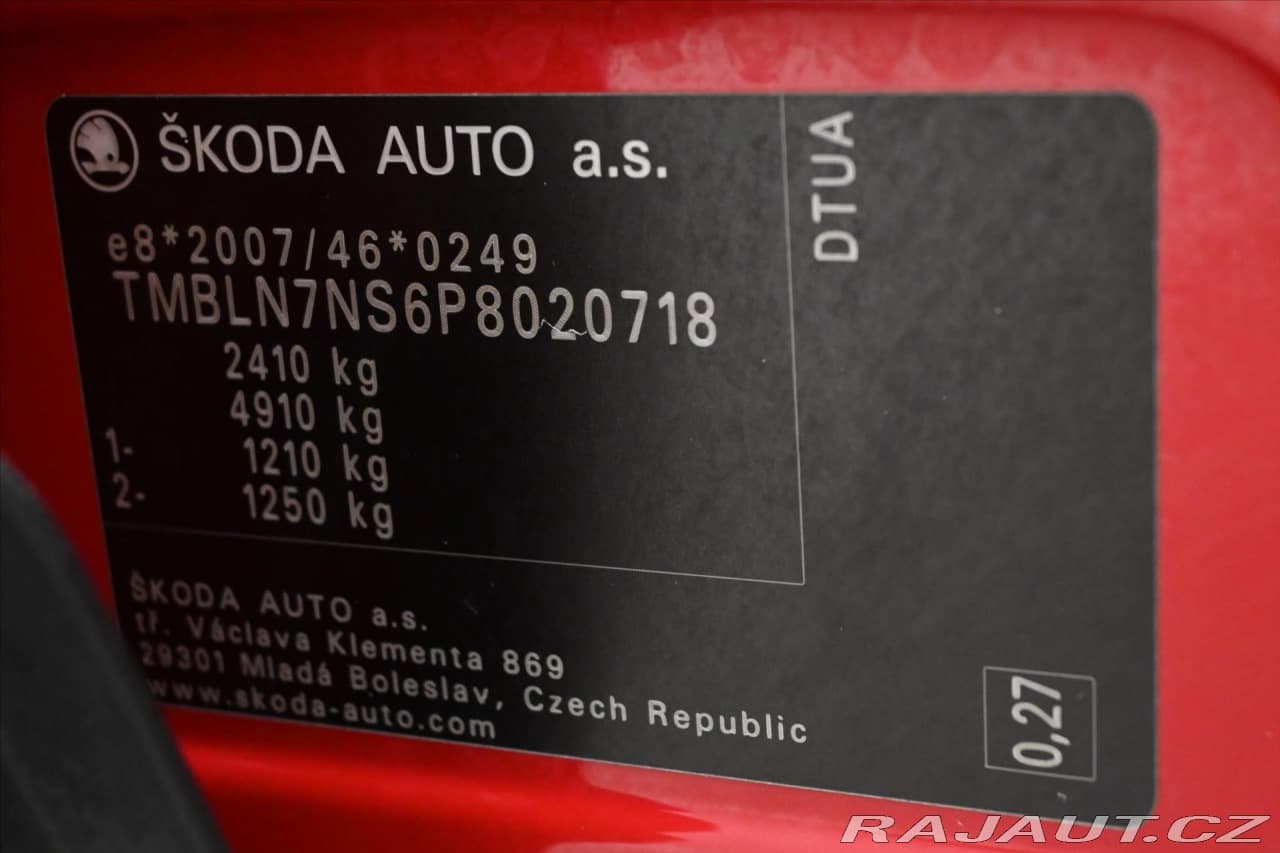 ŠKODA AUTO a.s.
e8*2007/46*0249
TMBLN7NS6P8020718
2410 kg
4910 kg
1- 1210 kg
2- 1250 kg
DTUA
ŠKODA AUTO a.s.
tř. Václava Klementa 869
29301 Mladá Boleslav, Czech Republic
www.skoda-auto.com
0,27
RAJAUT.CZ